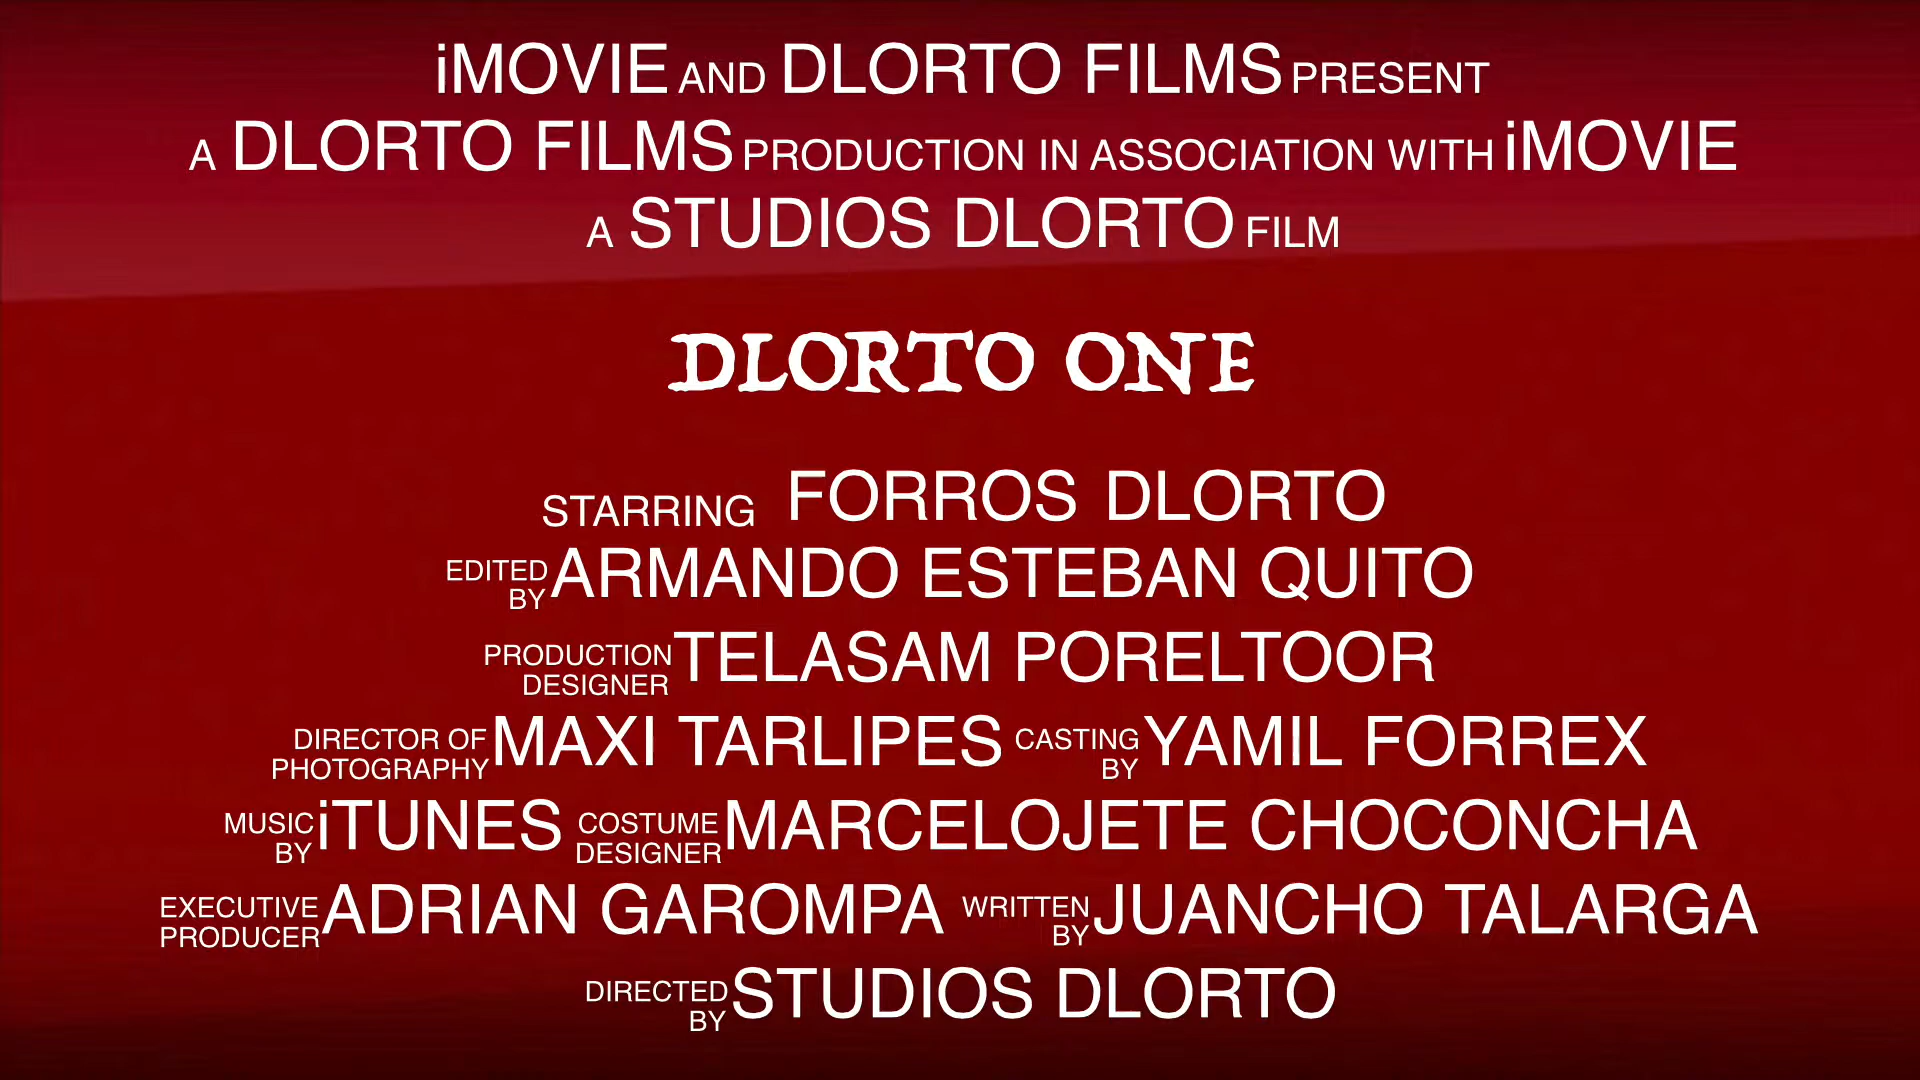 iMOVIE AND DLORTO FILMS PRESENT
A DLORTO FILMS PRODUCTION IN ASSOCIATION WITH iMOVIE
A STUDIOS DLORTO FILM
DLORTO ONE
STARRING FORROS DLORTO
EDITED BY ARMANDO ESTEBAN QUITO
PRODUCTION DESIGNER TELASAM PORELTOOR
DIRECTOR OF PHOTOGRAPHY MAXI TARLIPES CASTING BY YAMIL FORREX
MUSIC BY iTUNES COSTUME DESIGNER MARCELOJETE CHOCONCHA
EXECUTIVE PRODUCER ADRIAN GAROMPA WRITTEN BY JUANCHO TALARGA
DIRECTED BY STUDIOS DLORTO